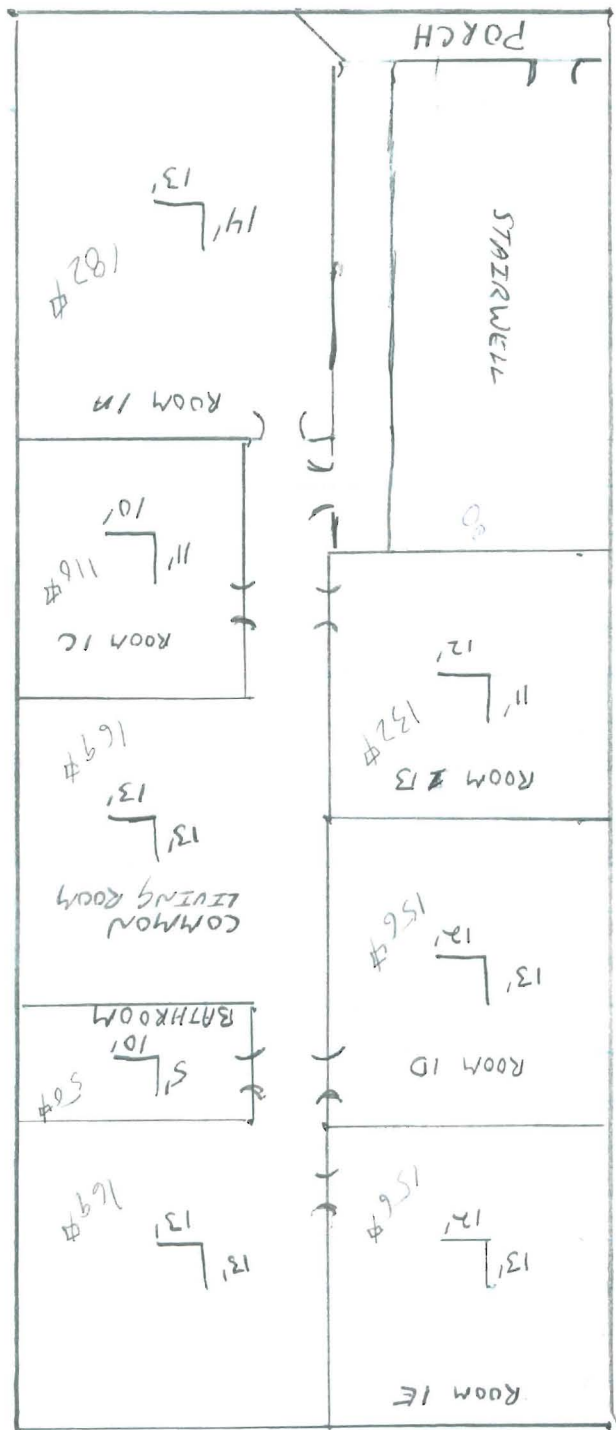 ROOM 1E
13'
12'
156⌀
13'
13'
169⌀
ROOM 1D
13'
12'
156⌀
5'
10'
50⌀
BATHROOM
COMMON
LIVING ROOM
13'
13'
169⌀
ROOM 1B
11'
12'
132⌀
ROOM 1C
11'
10'
ROOM 1A
14'
13'
182⌀
STAIRWELL
PORCH